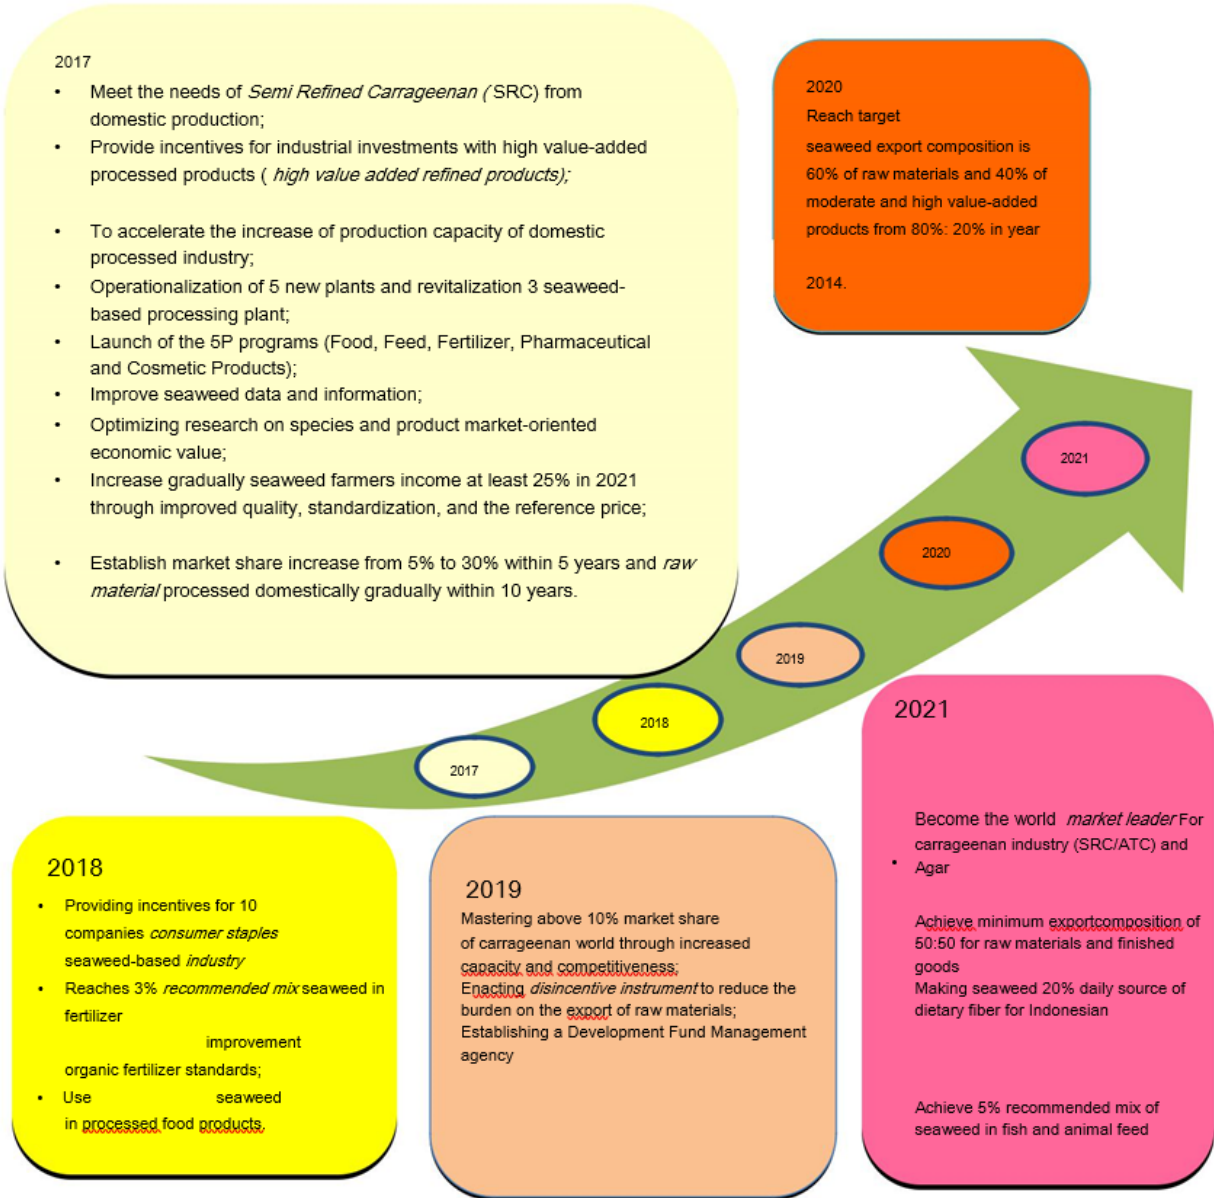 2017
• Meet the needs of Semi Refined Carrageenan ( SRC) from
domestic production;
• Provide incentives for industrial investments with high value-added
processed products ( high value added refined products);
• To accelerate the increase of production capacity of domestic
processed industry;
• Operationalization of 5 new plants and revitalization 3 seaweed-
based processing plant;
• Launch of the 5P programs (Food, Feed, Fertilizer, Pharmaceutical
and Cosmetic Products);
• Improve seaweed data and information;
• Optimizing research on species and product market-oriented
economic value;
• Increase gradually seaweed farmers income at least 25% in 2021
through improved quality, standardization, and the reference price;
• Establish market share increase from 5% to 30% within 5 years and raw
material processed domestically gradually within 10 years.
2020
Reach target
seaweed export composition is
60% of raw materials and 40% of
moderate and high value-added
products from 80%: 20% in year
2014.
2021
2020
2019
2018
2017
2018
• Providing incentives for 10
companies consumer staples
seaweed-based industry
• Reaches 3% recommended mix seaweed in
fertilizer
improvement
organic fertilizer standards;
• Use seaweed
in processed food products.
2019
Mastering above 10% market share
of carrageenan world through increased
capacity and competitiveness;
Enacting disincentive instrument to reduce the
burden on the export of raw materials;
Establishing a Development Fund Management
agency
2021
Become the world market leader For
carrageenan industry (SRC/ATC) and
• Agar
Achieve minimum exportcomposition of
50:50 for raw materials and finished
goods
Making seaweed 20% daily source of
dietary fiber for Indonesian
Achieve 5% recommended mix of
seaweed in fish and animal feed